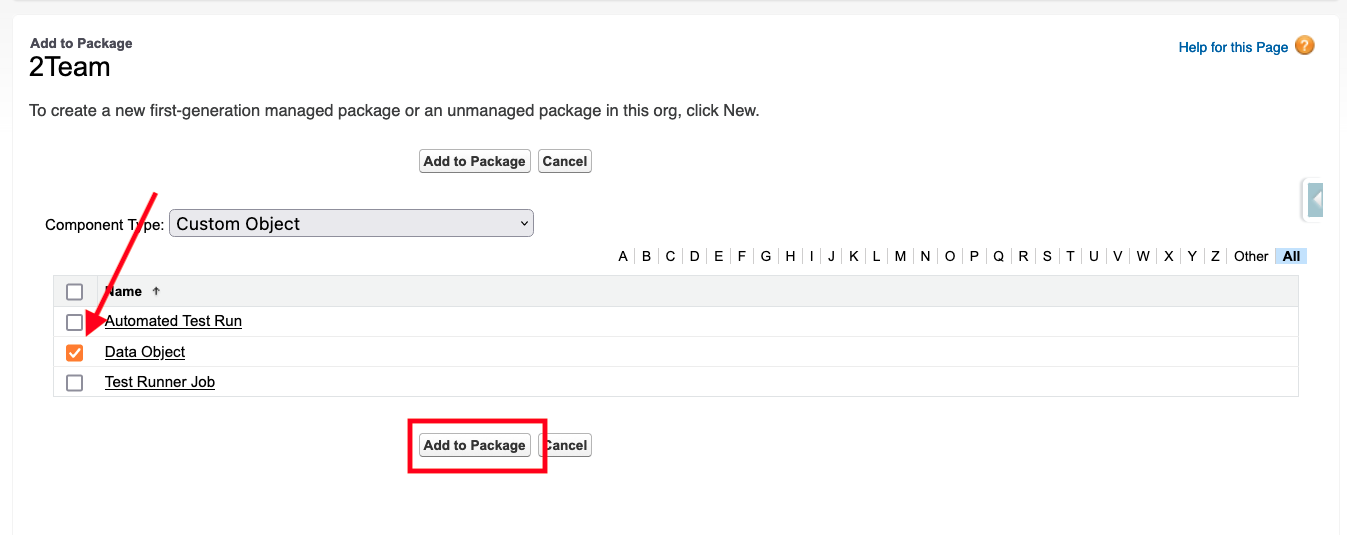 Add to Package
Help for this Page ?
2Team
To create a new first-generation managed package or an unmanaged package in this org, click New.
Add to Package Cancel
Component Type: Custom Object
A B C D E F G H I J K L M N O P Q R S T U V W X Y Z Other All
Name ↑
Automated Test Run
Data Object
Test Runner Job
Add to Package Cancel